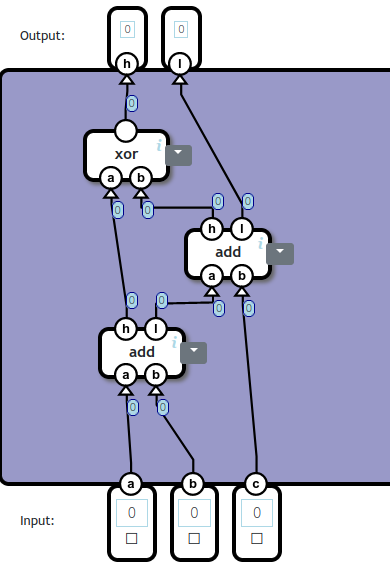 Output:
0 0
h l
0
xor i
a b
0 0 0 0
h l
add i
a b
0 0 0 0
h l
add i
a b
0 0
a b c
Input:
0 0 0